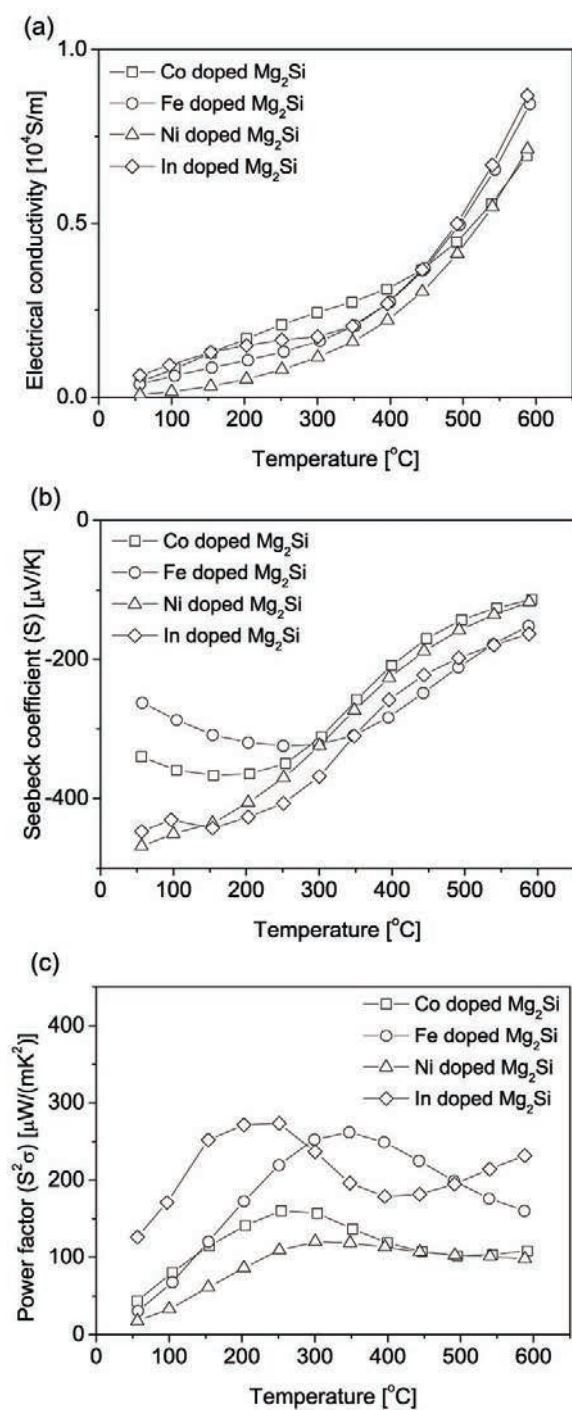 (a)
1.0
Co doped Mg₂Si
Fe doped Mg₂Si
Ni doped Mg₂Si
In doped Mg₂Si
0.5
0.0
Electrical conductivity [10⁴S/m]
0 100 200 300 400 500 600
Temperature [°C]
(b)
0
Co doped Mg₂Si
Fe doped Mg₂Si
Ni doped Mg₂Si
In doped Mg₂Si
-200
-400
Seebeck coefficient (S) [μV/K]
0 100 200 300 400 500 600
Temperature [°C]
(c)
Co doped Mg₂Si
Fe doped Mg₂Si
Ni doped Mg₂Si
In doped Mg₂Si
400
300
200
100
0
Power factor (S²σ) [μW/(mK²)]
0 100 200 300 400 500 600
Temperature [°C]